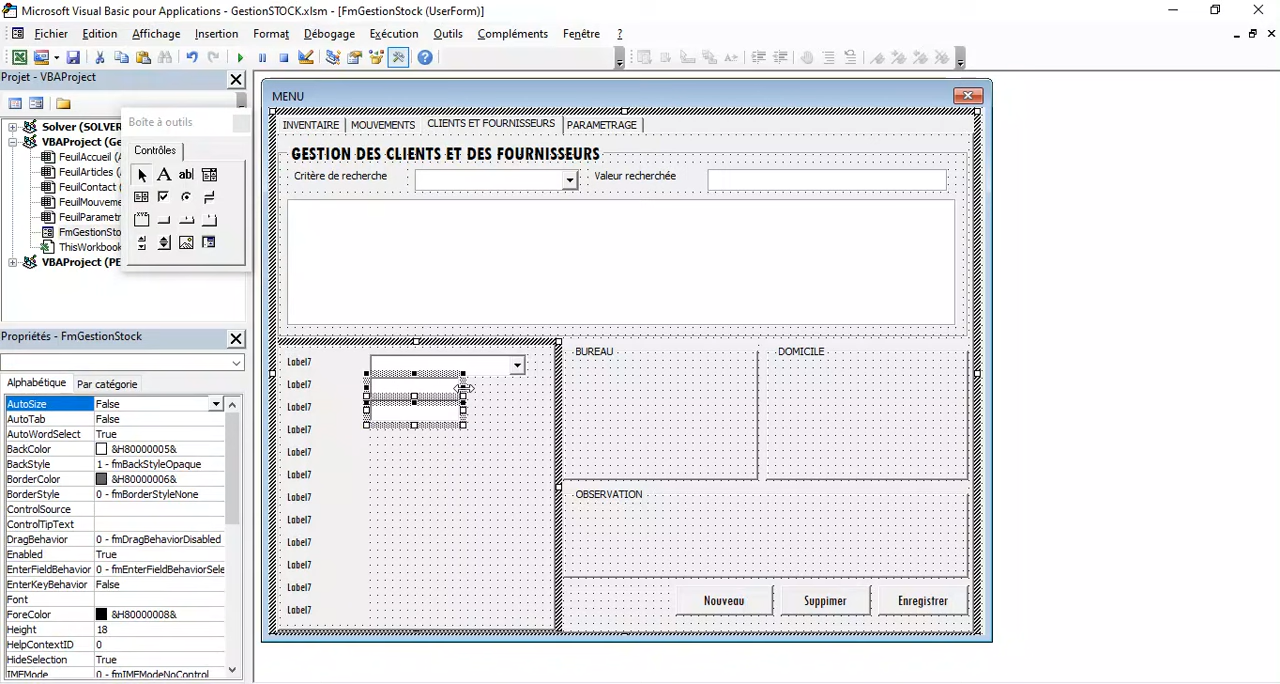 Microsoft Visual Basic pour Applications - GestionSTOCK.xlsm - [FmGestionStock (UserForm)]
Fichier Edition Affichage Insertion Format Débogage Exécution Outils Compléments Fenêtre ?
Projet - VBAProject
Solver (SOLVER
VBAProject (Ge
FeuilAccueil (A
FeuilArticles (
FeuilContact (
FeuilMouveme
FeuilParametr
FmGestionSto
ThisWorkbook
VBAProject (PE
Boîte à outils
Contrôles
Propriétés - FmGestionStock
Alphabétique Par catégorie
AutoSize False
AutoTab False
AutoWordSelect True
BackColor &H80000005&
BackStyle 1 - fmBackStyleOpaque
BorderColor &H80000006&
BorderStyle 0 - fmBorderStyleNone
ControlSource
ControlTipText
DragBehavior 0 - fmDragBehaviorDisabled
Enabled True
EnterFieldBehavior 0 - fmEnterFieldBehaviorSele
EnterKeyBehavior False
Font
ForeColor &H80000008&
Height 18
HelpContextID 0
HideSelection True
IMEMode 0 - fmIMEModeNoControl
MENU
INVENTAIRE MOUVEMENTS CLIENTS ET FOURNISSEURS PARAMETRAGE
GESTION DES CLIENTS ET DES FOURNISSEURS
Critère de recherche Valeur recherchée
Label7
Label7
Label7
Label7
Label7
Label7
Label7
Label7
Label7
Label7
Label7
Label7
BUREAU DOMICILE
OBSERVATION
Nouveau Suppimer Enregistrer